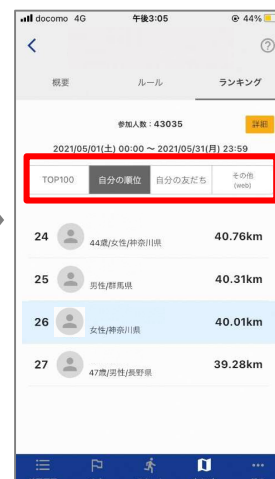 docomo 4G 午後3:05 44%
概要 ルール ランキング
参加人数：43035 詳細
2021/05/01(土) 00:00 〜 2021/05/31(月) 23:59
TOP100 自分の順位 自分の友だち その他
(web)
24 44歳/女性/神奈川県 40.76km
25 男性/群馬県 40.31km
26 女性/神奈川県 40.01km
27 47歳/男性/長野県 39.28km